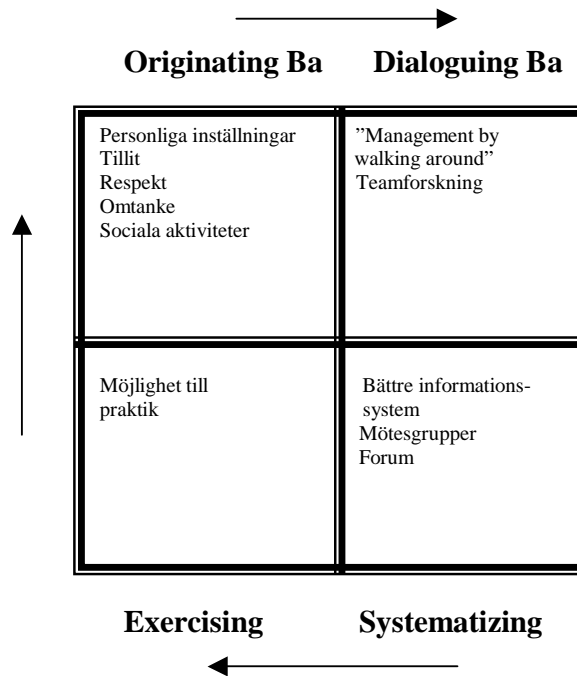 Originating Ba
Dialoguing Ba
Personliga inställningar
Tillit
Respekt
Omtanke
Sociala aktiviteter
”Management by
walking around”
Teamforskning
Möjlighet till
praktik
Bättre informations-
system
Mötesgrupper
Forum
Exercising
Systematizing